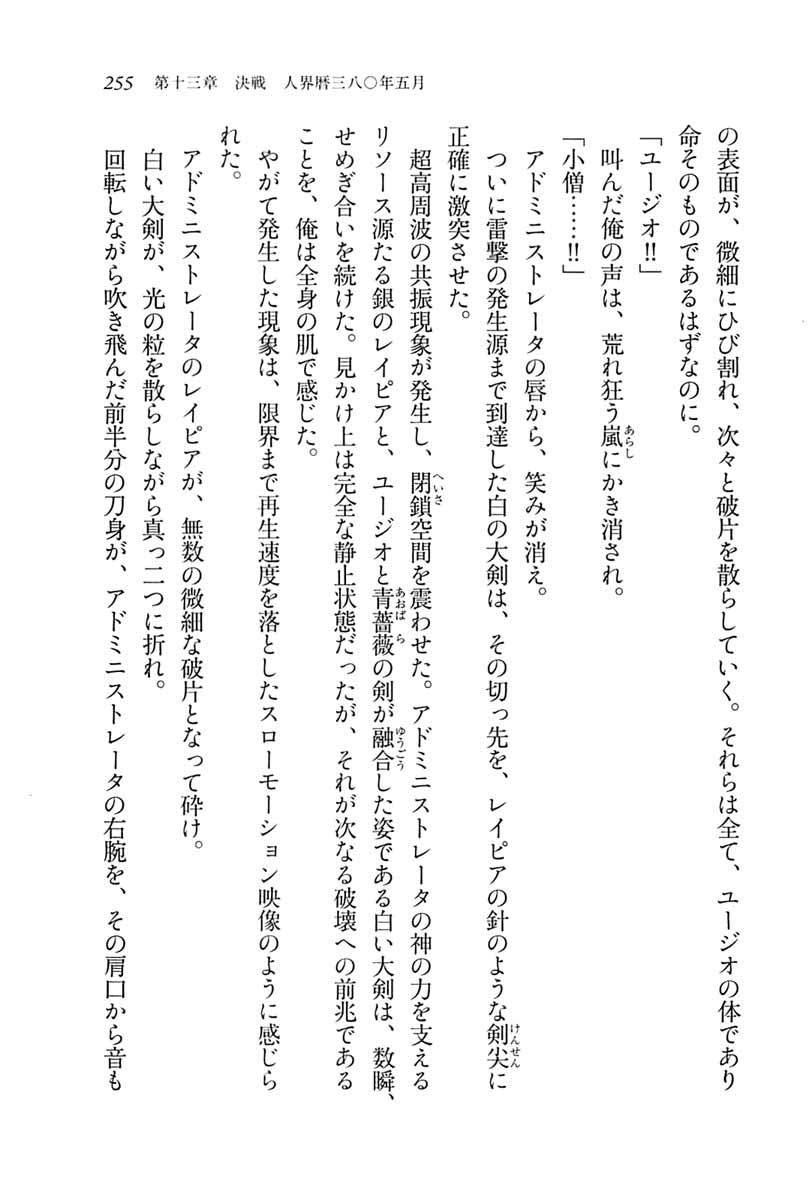 255　第十三章　決戦　人界暦三八〇年五月
の表面が、微細にひび割れ、次々と破片を散らしていく。それらは全て、ユージオの体であり
命そのものであるはずなのに。
「ユージオ!!」
叫んだ俺の声は、荒れ狂う嵐にかき消され。
「小僧……!!」
アドミニストレータの唇から、笑みが消え。
ついに雷撃の発生源まで到達した白の大剣は、その切っ先を、レイピアの針のような剣尖に
正確に激突させた。
超高周波の共振現象が発生し、閉鎖空間を震わせた。アドミニストレータの神の力を支える
リソース源たる銀のレイピアと、ユージオと青薔薇の剣が融合した姿である白い大剣は、数瞬、
せめぎ合いを続けた。見かけ上は完全な静止状態だったが、それが次なる破壊への前兆である
ことを、俺は全身の肌で感じた。
やがて発生した現象は、限界まで再生速度を落としたスローモーション映像のように感じら
れた。
アドミニストレータのレイピアが、無数の微細な破片となって砕け。
白い大剣が、光の粒を散らしながら真っ二つに折れ。
回転しながら吹き飛んだ前半分の刀身が、アドミニストレータの右腕を、その肩口から音も